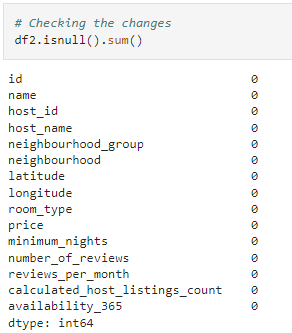 # Checking the changes
df2.isnull().sum()
id 0
name 0
host_id 0
host_name 0
neighbourhood_group 0
neighbourhood 0
latitude 0
longitude 0
room_type 0
price 0
minimum_nights 0
number_of_reviews 0
reviews_per_month 0
calculated_host_listings_count 0
availability_365 0
dtype: int64